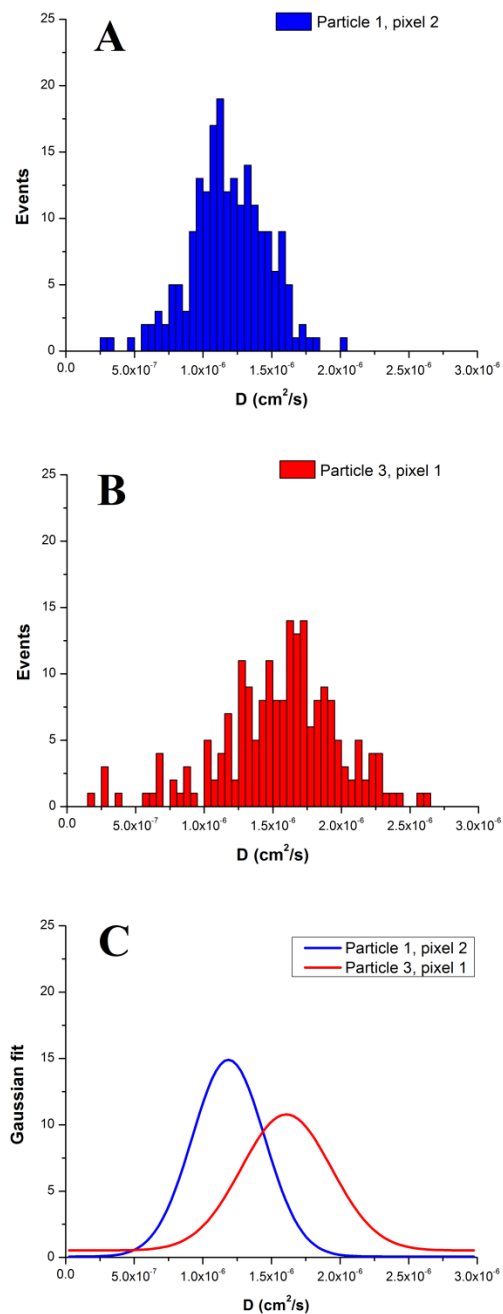 A
Particle 1, pixel 2
25
20
15
10
5
0
Events
0.0 5.0x10⁻⁷ 1.0x10⁻⁶ 1.5x10⁻⁶ 2.0x10⁻⁶ 2.5x10⁻⁶ 3.0x10⁻⁶
D (cm²/s)
B
Particle 3, pixel 1
25
20
15
10
5
0
Events
0.0 5.0x10⁻⁷ 1.0x10⁻⁶ 1.5x10⁻⁶ 2.0x10⁻⁶ 2.5x10⁻⁶ 3.0x10⁻⁶
D (cm²/s)
C
Particle 1, pixel 2
Particle 3, pixel 1
25
20
15
10
5
0
Gaussian fit
0.0 5.0x10⁻⁷ 1.0x10⁻⁶ 1.5x10⁻⁶ 2.0x10⁻⁶ 2.5x10⁻⁶ 3.0x10⁻⁶
D (cm²/s)